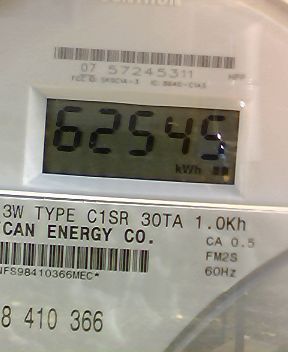 07 57245311
62545
kWh
3W TYPE C1SR 30TA 1.0Kh
CAN ENERGY CO.
CA 0.5
FM2S
NFS98410366MEC*
60Hz
8 410 366